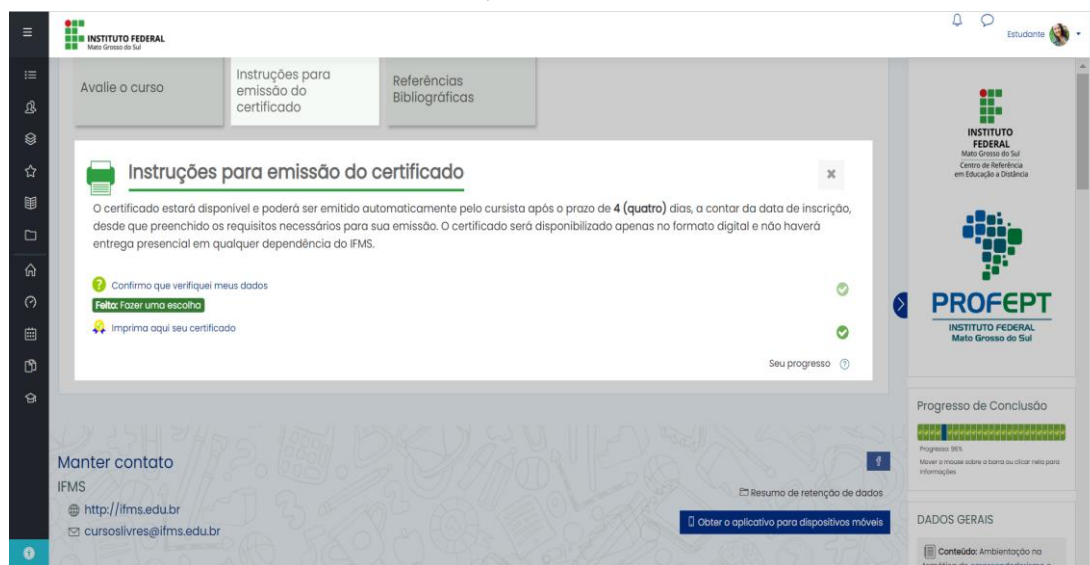 INSTITUTO FEDERAL
Mato Grosso do Sul
Estudante
Avalie o curso
Instruções para
emissão do
certificado
Referências
Bibliográficas
Instruções para emissão do certificado
O certificado estará disponível e poderá ser emitido automaticamente pelo cursista após o prazo de 4 (quatro) dias, a contar da data de inscrição,
desde que preenchido os requisitos necessários para sua emissão. O certificado será disponibilizado apenas no formato digital e não haverá
entrega presencial em qualquer dependência do IFMS.
Confirmo que verifiquei meus dados
Feito: Fazer uma escolha
Imprima aqui seu certificado
Seu progresso
Manter contato
IFMS
http://ifms.edu.br
cursoslivres@ifms.edu.br
Resumo de retenção de dados
Obter o aplicativo para dispositivos móveis
INSTITUTO
FEDERAL
Mato Grosso do Sul
Centro de Referência
em Educação a Distância
PROFEPT
INSTITUTO FEDERAL
Mato Grosso do Sul
Progresso de Conclusão
Progresso: 96%
Mover o mouse sobre a barra ou clicar nela para
informações
DADOS GERAIS
Conteúdo: Ambientação na